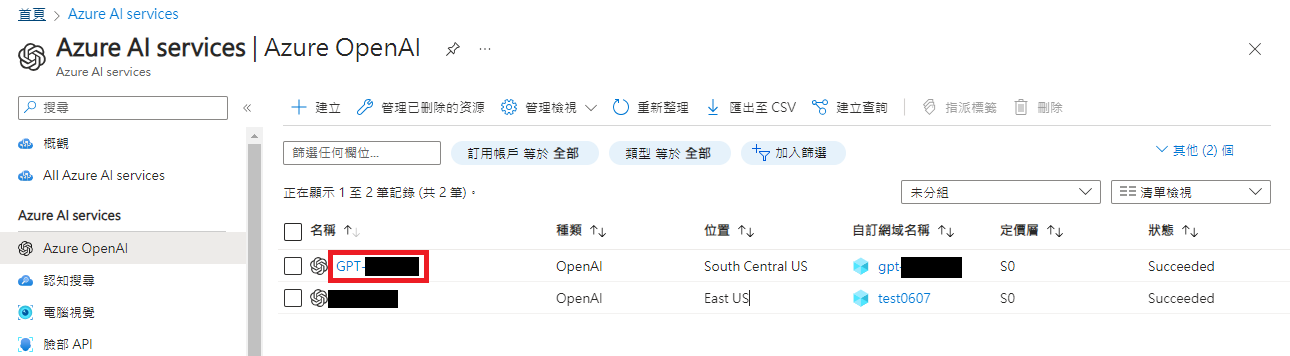 首頁 > Azure AI services
Azure AI services | Azure OpenAI
Azure AI services
搜尋
概觀
All Azure AI services
Azure AI services
Azure OpenAI
認知搜尋
電腦視覺
臉部 API
建立 管理已刪除的資源 管理檢視 重新整理 匯出至 CSV 建立查詢 指派標籤 刪除
篩選任何欄位... 訂用帳戶 等於 全部 類型 等於 全部 加入篩選 其他 (2) 個
正在顯示 1 至 2 筆記錄 (共 2 筆)。 未分組 清單檢視
名稱 種類 位置 自訂網域名稱 定價層 狀態
GPT- OpenAI South Central US gpt- S0 Succeeded
OpenAI East US test0607 S0 Succeeded